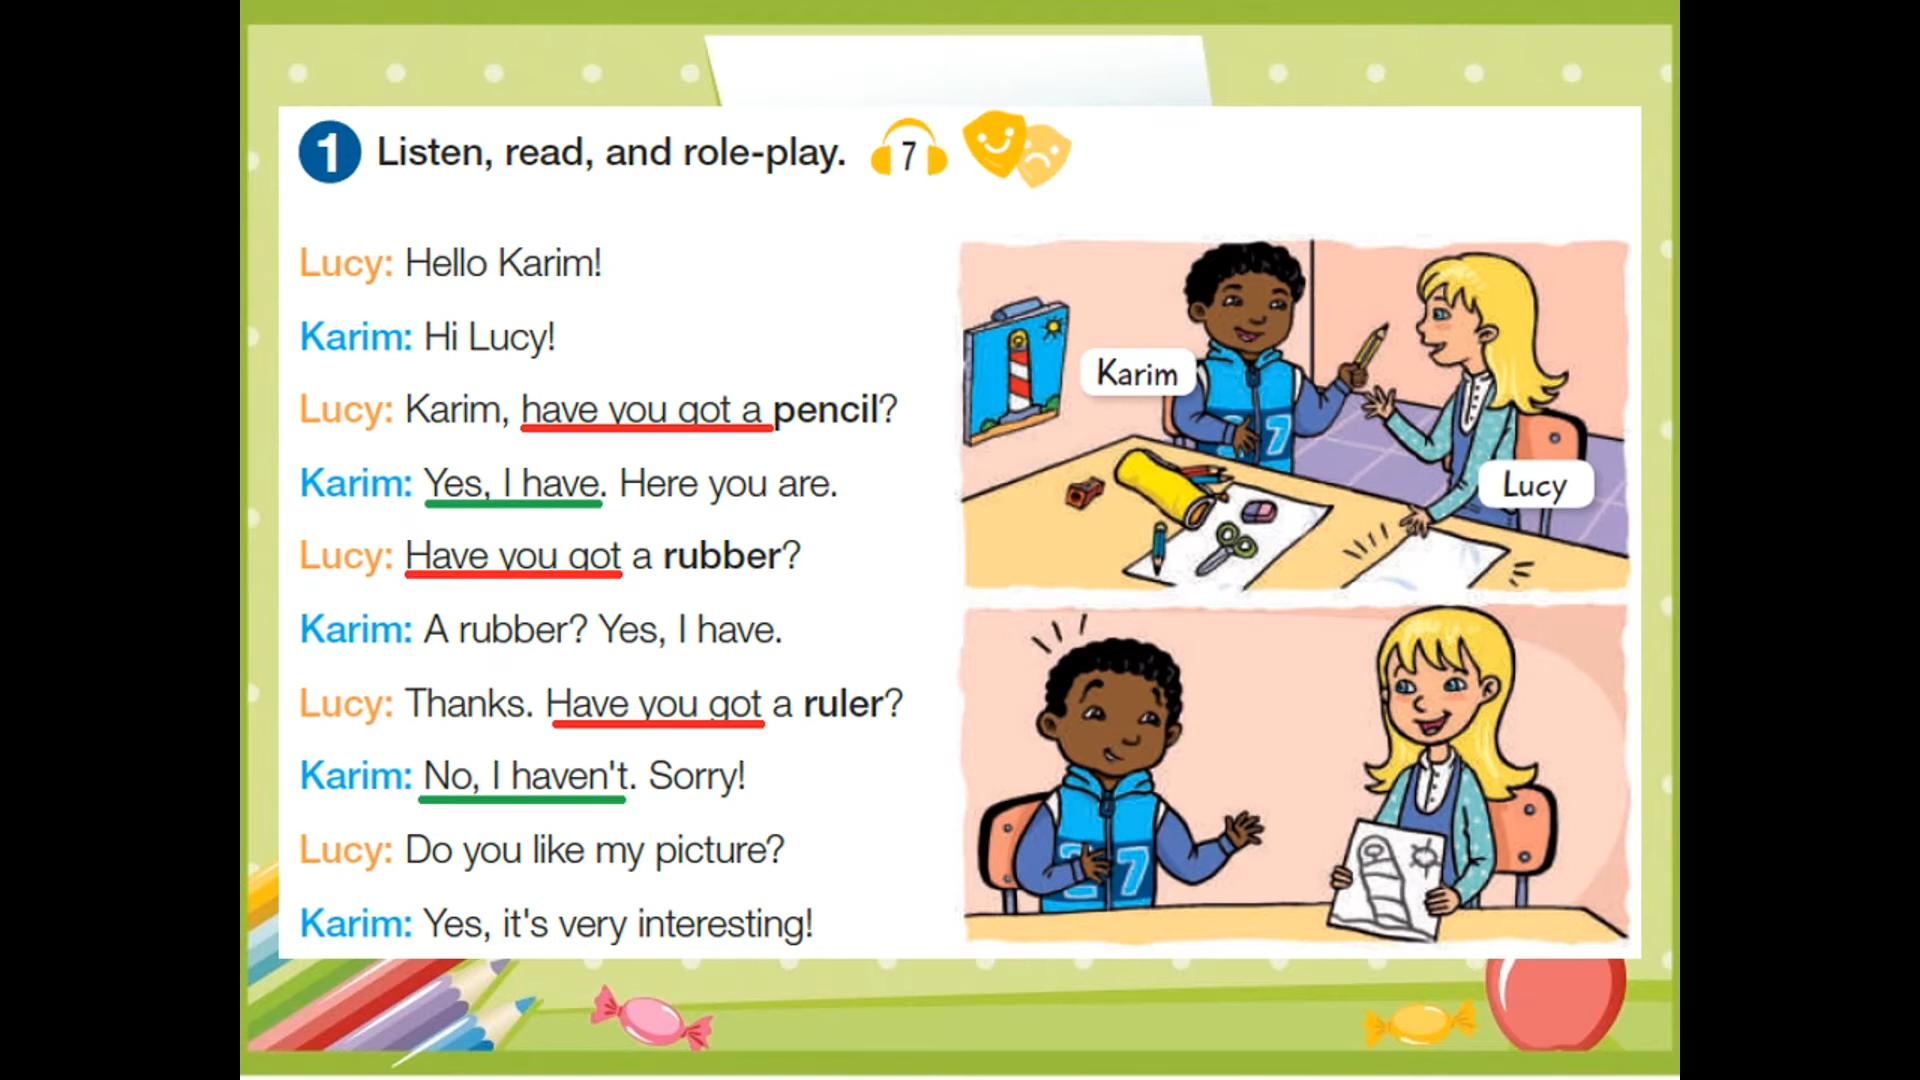 1 Listen, read, and role-play. 7
Lucy: Hello Karim!
Karim: Hi Lucy!
Lucy: Karim, have you got a pencil?
Karim: Yes, I have. Here you are.
Lucy: Have you got a rubber?
Karim: A rubber? Yes, I have.
Lucy: Thanks. Have you got a ruler?
Karim: No, I haven't. Sorry!
Lucy: Do you like my picture?
Karim: Yes, it's very interesting!
Karim
7
Lucy
27